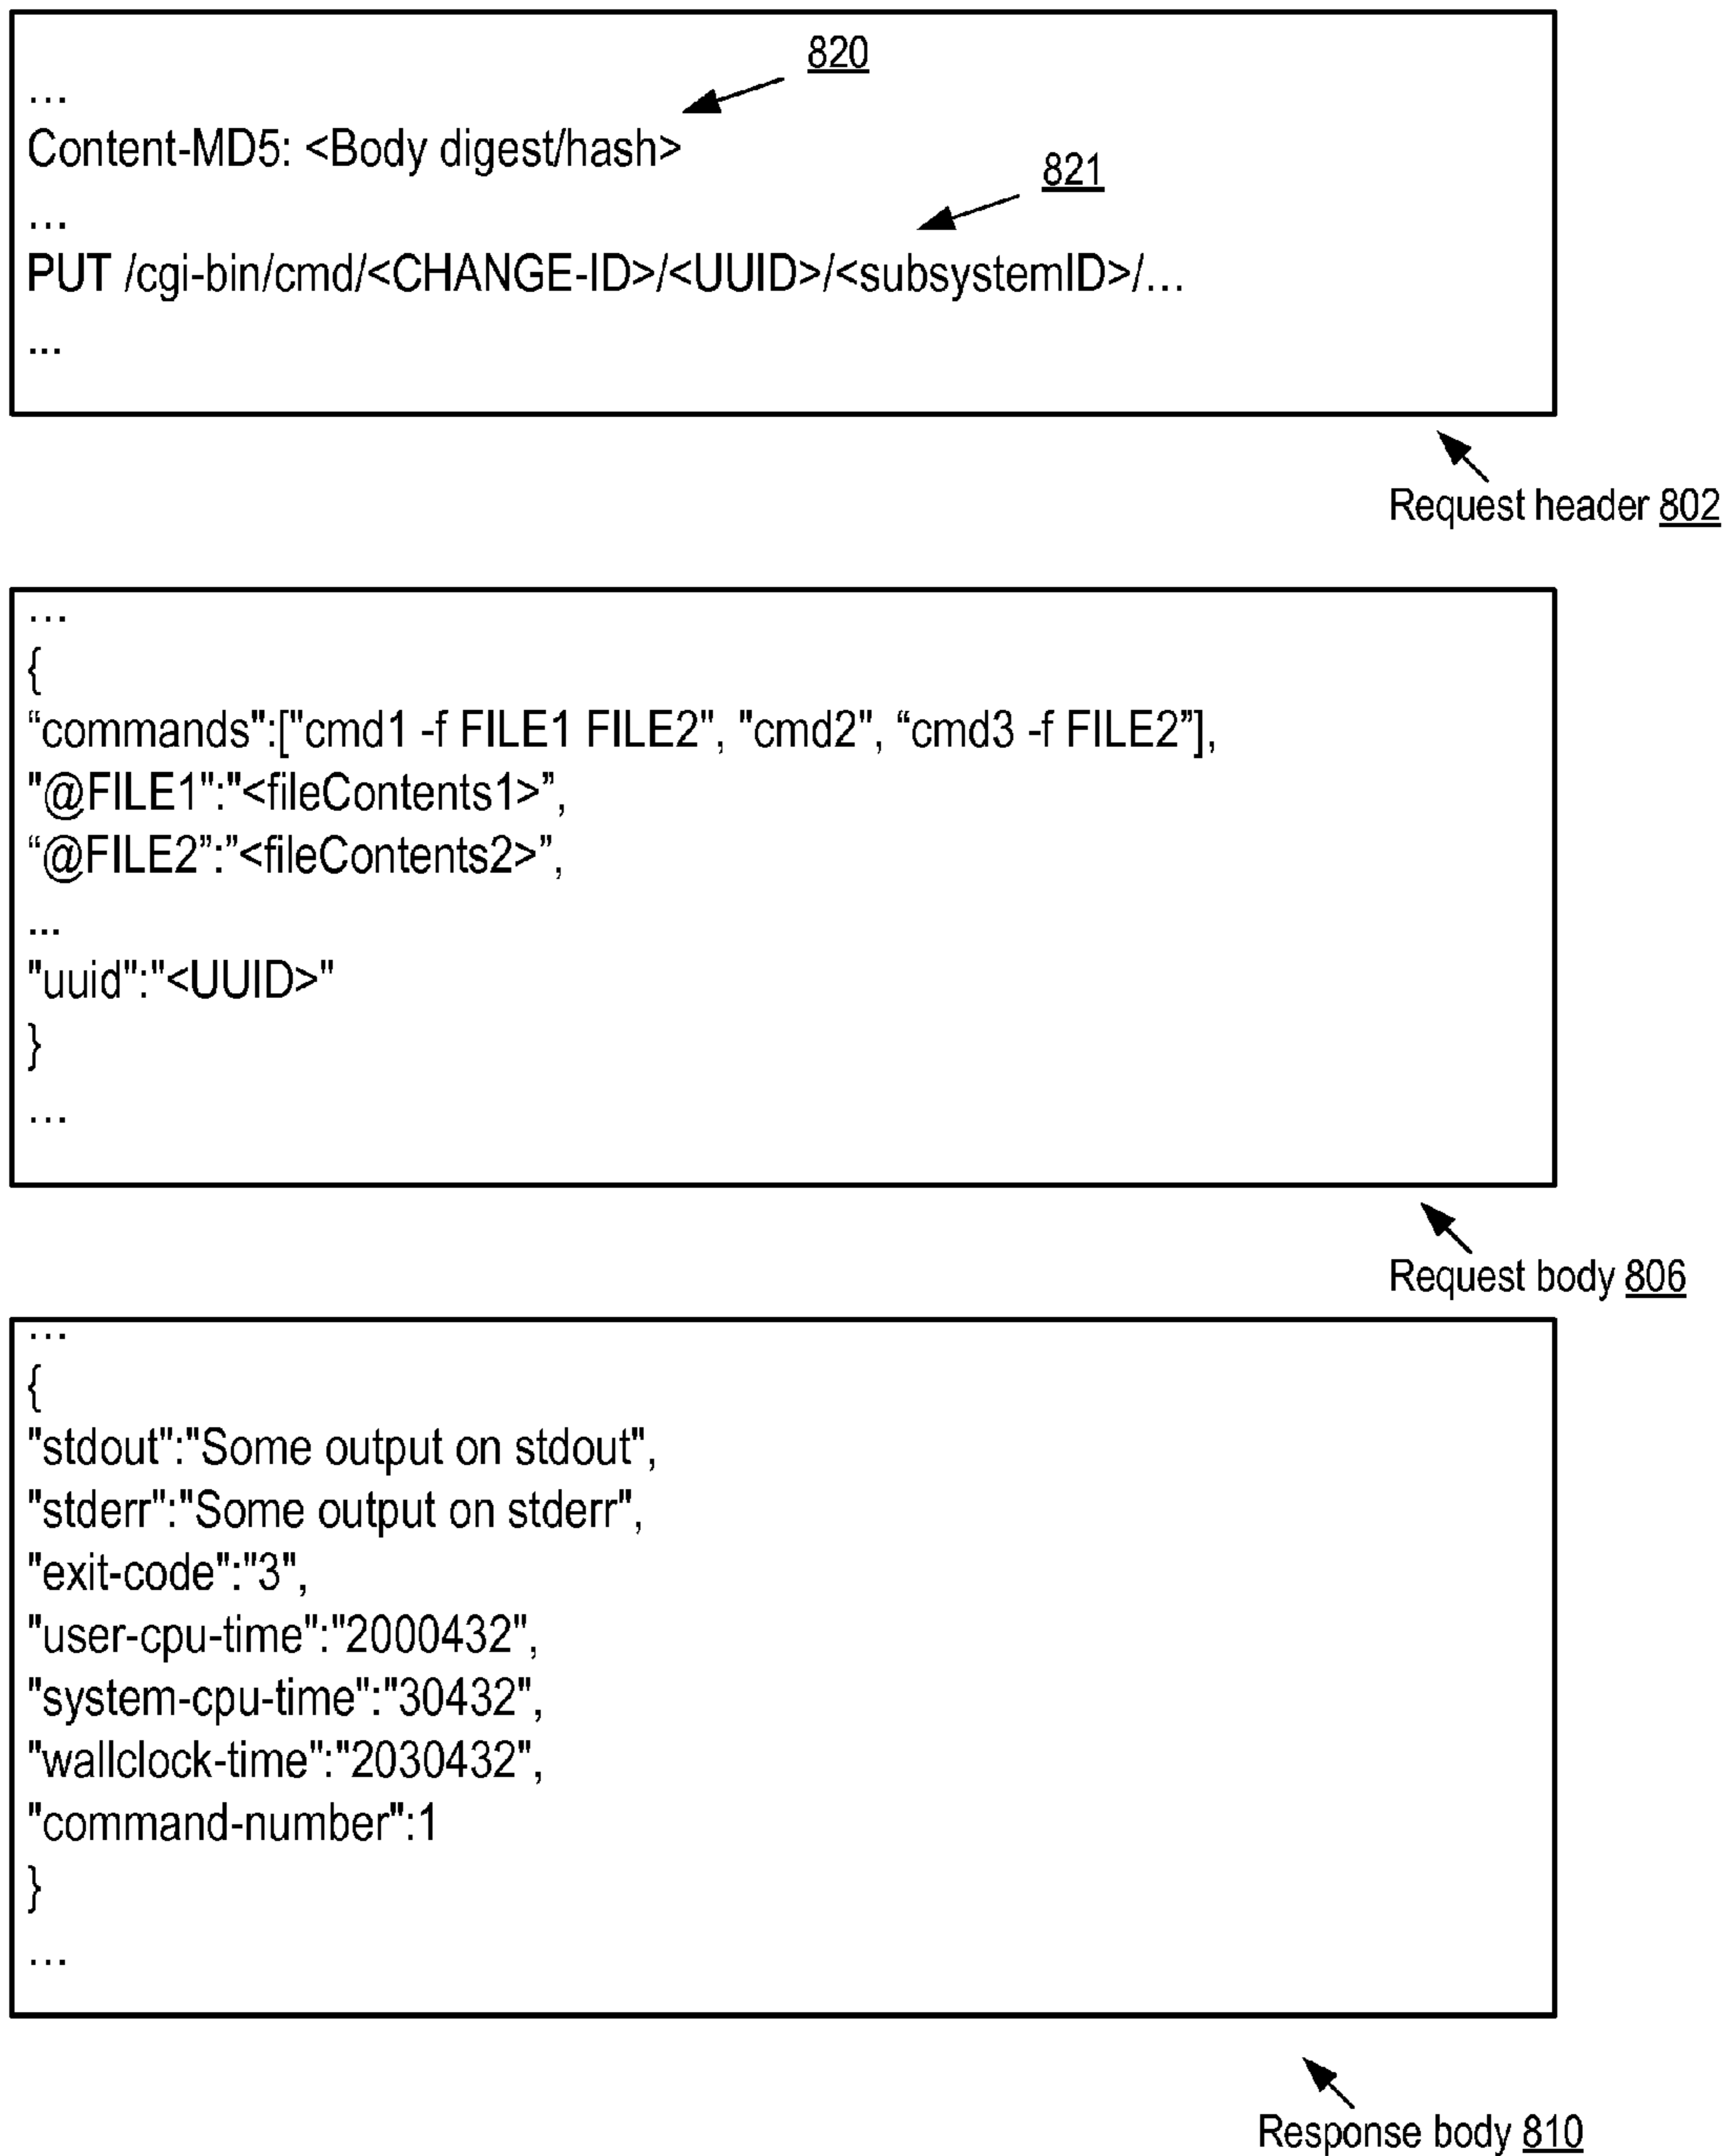 820
…
Content-MD5: <Body digest/hash>
821
…
PUT /cgi-bin/cmd/<CHANGE-ID>/<UUID>/<subsystemID>/…
...
Request header 802
…
{
“commands":["cmd1 -f FILE1 FILE2", "cmd2", “cmd3 -f FILE2”],
"@FILE1":"<fileContents1>”,
“@FILE2”:”<fileContents2>”,
...
"uuid":"<UUID>"
}
…
Request body 806
…
{
"stdout":"Some output on stdout",
"stderr":"Some output on stderr",
"exit-code":"3",
"user-cpu-time":"2000432",
"system-cpu-time":"30432",
"wallclock-time":"2030432",
"command-number":1
}
…
Response body 810